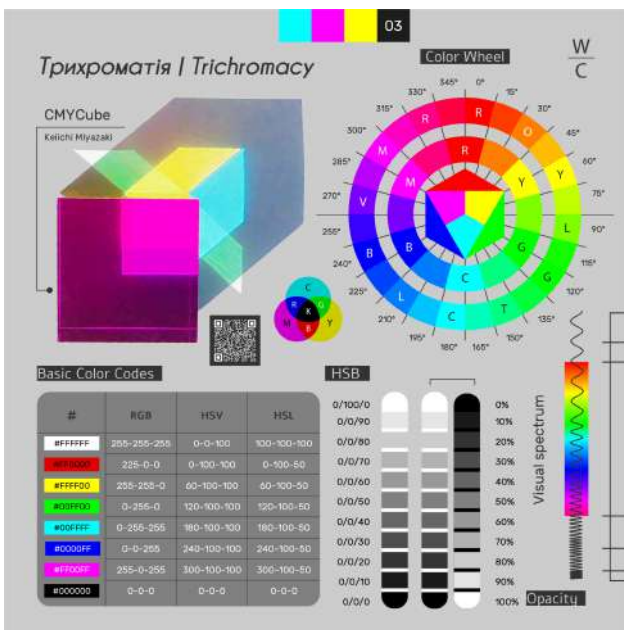 03
Трихроматія | Trichromacy
Color Wheel
W
C
CMYCube
Keiichi Miyazaki
0°
15°
30°
45°
60°
75°
90°
115°
120°
135°
150°
165°
180°
195°
210°
225°
240°
255°
270°
285°
300°
315°
330°
345°
R
O
Y
L
G
T
C
L
B
V
M
R
R
Y
G
C
B
M
C
R
G
K
M
B
Y
Basic Color Codes
# RGB HSV HSL
#FFFFFF 255-255-255 0-0-100 100-100-100
#FF0000 225-0-0 0-100-100 0-100-50
#FFFF00 255-255-0 60-100-100 60-100-50
#00FF00 0-255-0 120-100-100 120-100-50
#00FFFF 0-255-255 180-100-100 180-100-50
#0000FF 0-0-255 240-100-100 240-100-50
#FF00FF 255-0-255 300-100-100 300-100-50
#000000 0-0-0 0-0-0 0-0-0
HSB
0/100/0 0%
0/0/90 10%
0/0/80 20%
0/0/70 30%
0/0/60 40%
0/0/50 50%
0/0/40 60%
0/0/30 70%
0/0/20 80%
0/0/10 90%
0/0/0 100%
Opacity
Visual spectrum